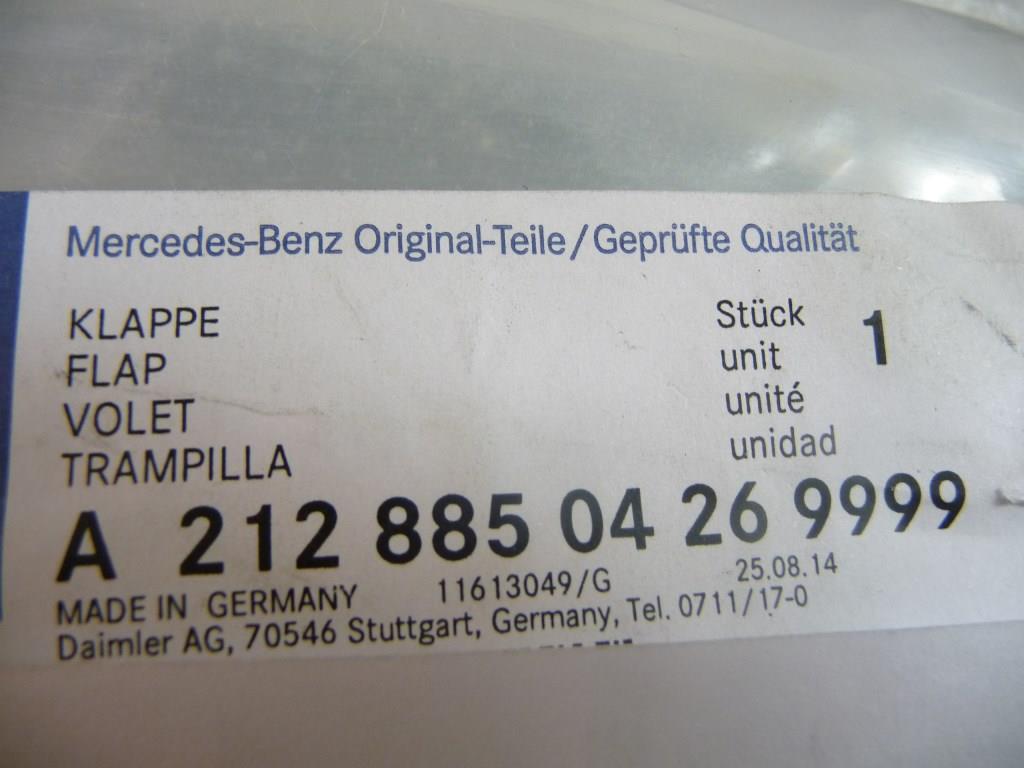 Mercedes-Benz Original-Teile/Geprüfte Qualität
KLAPPE
FLAP
VOLET
TRAMPILLA
Stück 1
unit
unité
unidad
A 212 885 04 26 9999
MADE IN GERMANY 11613049/G 25.08.14
Daimler AG, 70546 Stuttgart, Germany, Tel. 0711/17-0